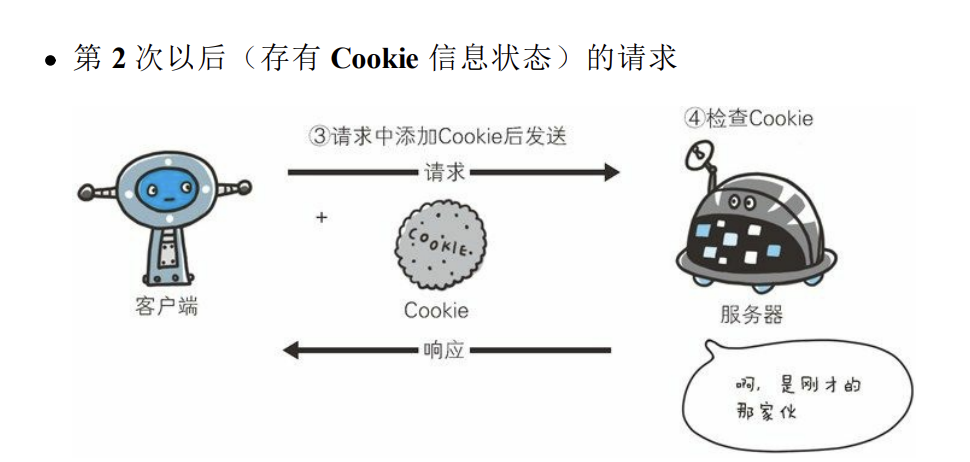 • 第 2 次以后（存有 Cookie 信息状态）的请求
③请求中添加Cookie后发送
④检查Cookie
请求
+
COOKIE.
客户端
Cookie
服务器
响应
啊，是刚才的
那家伙